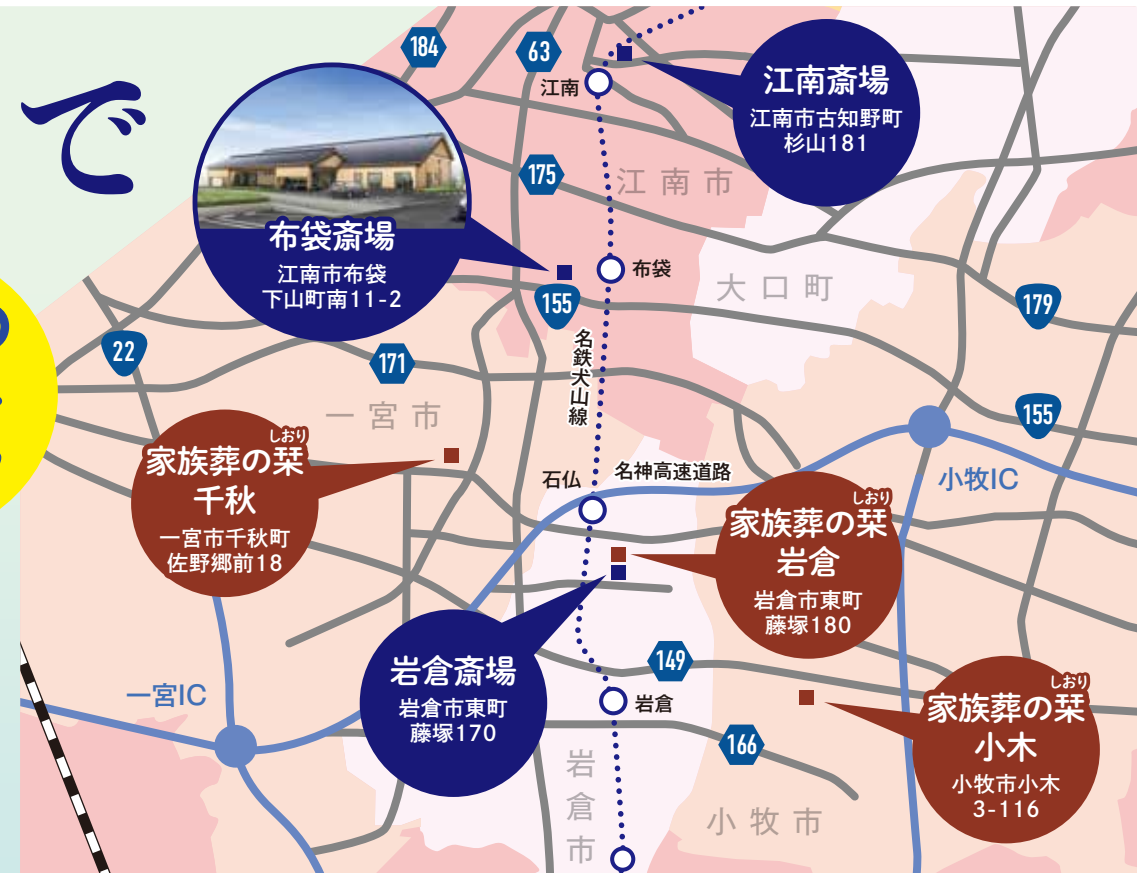 で
184
63
江南
江南斎場
江南市古知野町
杉山181
175
江南市
布袋斎場
江南市布袋
下山町南11-2
布袋
155
大口町
179
22
171
名鉄犬山線
一宮市
155
しおり
家族葬の栞
千秋
一宮市千秋町
佐野郷前18
石仏
名神高速道路
小牧IC
しおり
家族葬の栞
岩倉
岩倉市東町
藤塚180
岩倉斎場
岩倉市東町
藤塚170
149
一宮IC
岩倉
166
しおり
家族葬の栞
小木
小牧市小木
3-116
岩倉市
小牧市